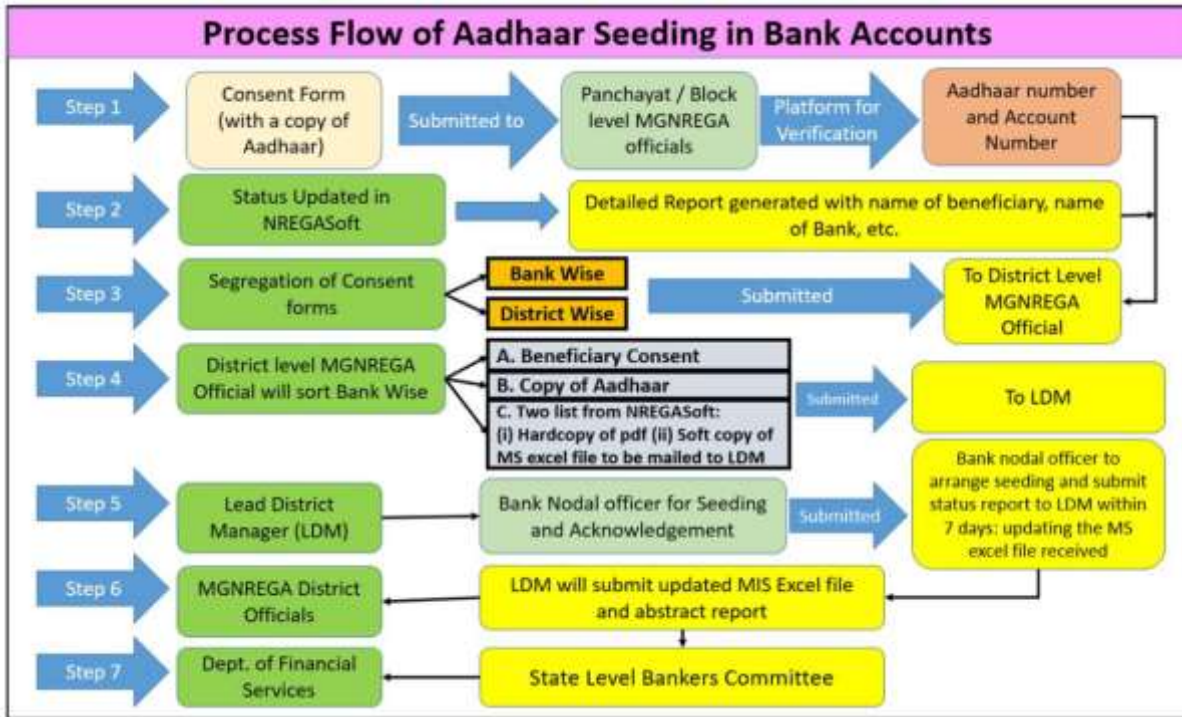 Process Flow of Aadhaar Seeding in Bank Accounts
Step 1
Consent Form
(with a copy of
Aadhaar)
Submitted to
Panchayat / Block
level MGNREGA
officials
Platform for
Verification
Aadhaar number
and Account
Number
Step 2
Status Updated in
NREGASoft
Detailed Report generated with name of beneficiary, name
of Bank, etc.
Step 3
Segregation of Consent
forms
Bank Wise
District Wise
Submitted
To District Level
MGNREGA
Official
Step 4
District level MGNREGA
Official will sort Bank Wise
A. Beneficiary Consent
B. Copy of Aadhaar
C. Two list from NREGASoft:
(i) Hardcopy of pdf (ii) Soft copy of
MS excel file to be mailed to LDM
Submitted
To LDM
Step 5
Lead District
Manager (LDM)
Bank Nodal officer for Seeding
and Acknowledgement
Submitted
Bank nodal officer to
arrange seeding and submit
status report to LDM within
7 days: updating the MS
excel file received
Step 6
MGNREGA District
Officials
LDM will submit updated MIS Excel file
and abstract report
Step 7
Dept. of Financial
Services
State Level Bankers Committee